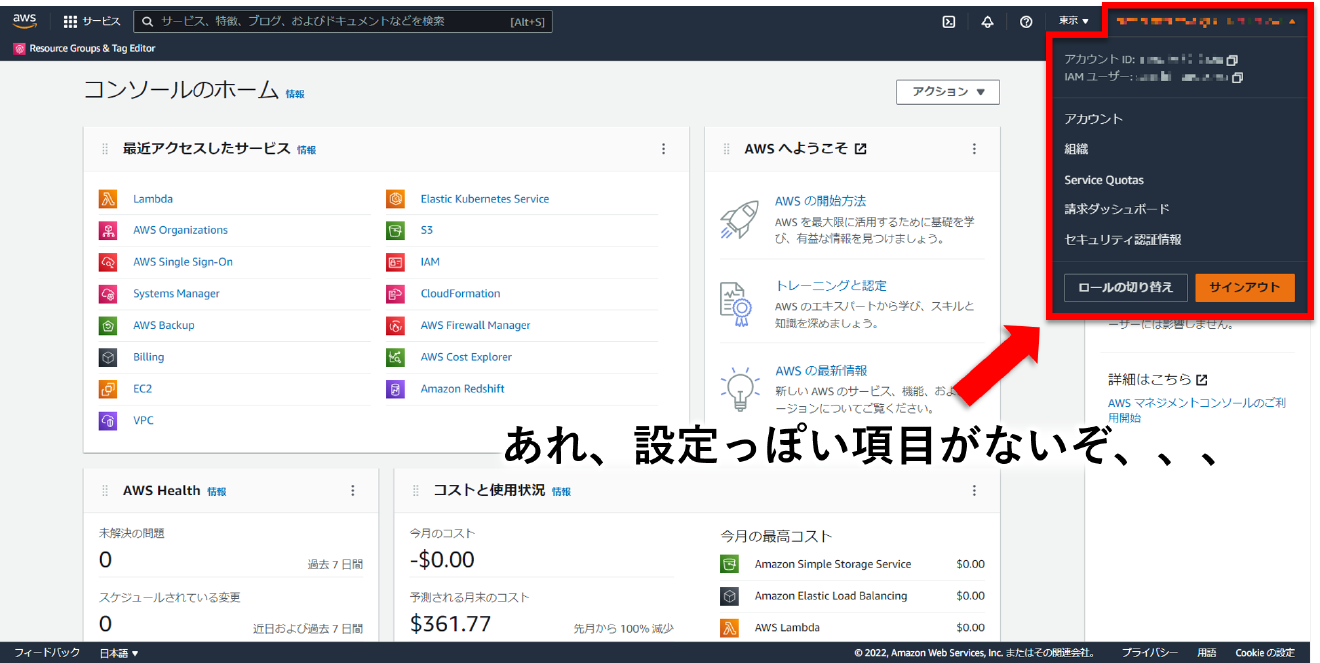 aws
サービス
サービス、特徴、ブログ、およびドキュメントなどを検索 [Alt+S]
東京 ▼
Resource Groups & Tag Editor
アカウント ID:
IAM ユーザー:
アカウント
組織
Service Quotas
請求ダッシュボード
セキュリティ認証情報
ロールの切り替え
サインアウト
コンソールのホーム 情報
アクション ▼
最近アクセスしたサービス 情報
Lambda
AWS Organizations
AWS Single Sign-On
Systems Manager
AWS Backup
Billing
EC2
VPC
Elastic Kubernetes Service
S3
IAM
CloudFormation
AWS Firewall Manager
AWS Cost Explorer
Amazon Redshift
AWS へようこそ
AWS の開始方法
AWS を最大限に活用するために基礎を学
び、有益な情報を見つけましょう。
トレーニングと認定
AWS のエキスパートから学び、スキルと
知識を深めましょう。
AWS の最新情報
新しい AWS のサービス、機能、およ
ージョンについてご覧ください。
ーザーには影響しません。
詳細はこちら
AWS マネジメントコンソールのご利
用開始
あれ、設定っぽい項目がないぞ、、、
AWS Health 情報
未解決の問題
0 過去 7 日間
スケジュールされている変更
0 近日および過去 7 日間
コストと使用状況 情報
今月のコスト
-$0.00
予測される月末のコスト
$361.77 先月から 100% 減少
今月の最高コスト
Amazon Simple Storage Service $0.00
Amazon Elastic Load Balancing $0.00
AWS Lambda $0.00
フィードバック 日本語 ▼
© 2022, Amazon Web Services, Inc. またはその関連会社。 プライバシー 用語 Cookie の設定